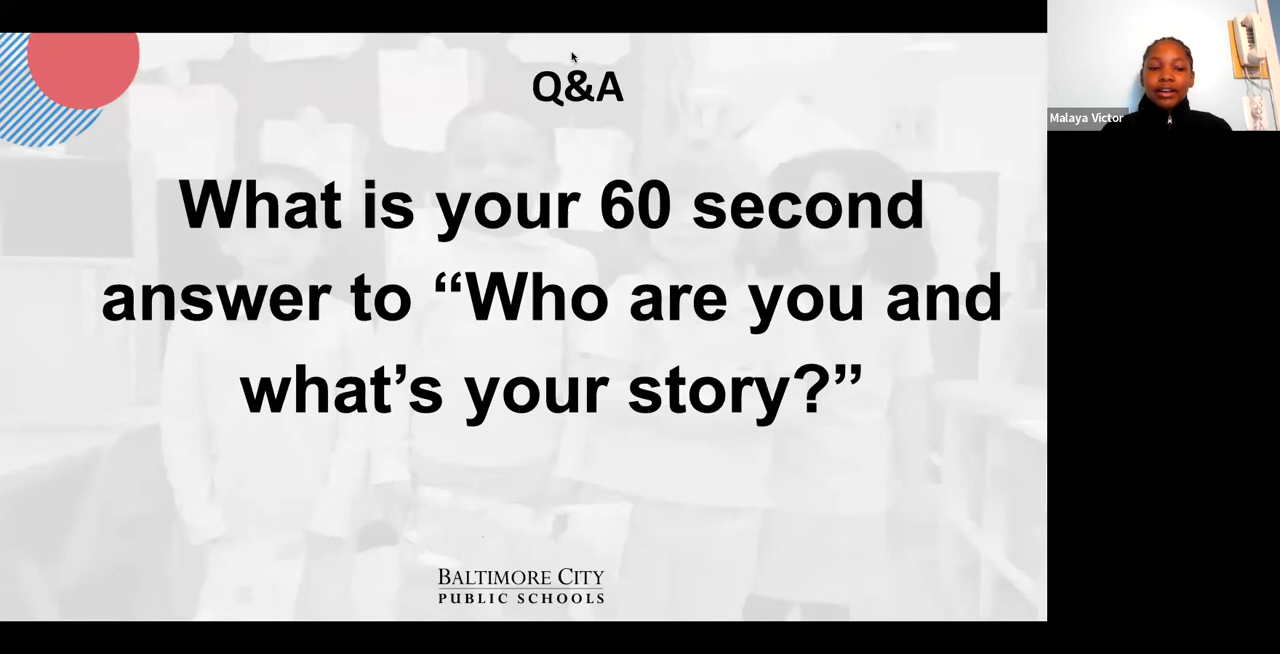 Q&A
What is your 60 second
answer to “Who are you and
what’s your story?”
BALTIMORE CITY
PUBLIC SCHOOLS
Malaya Victor